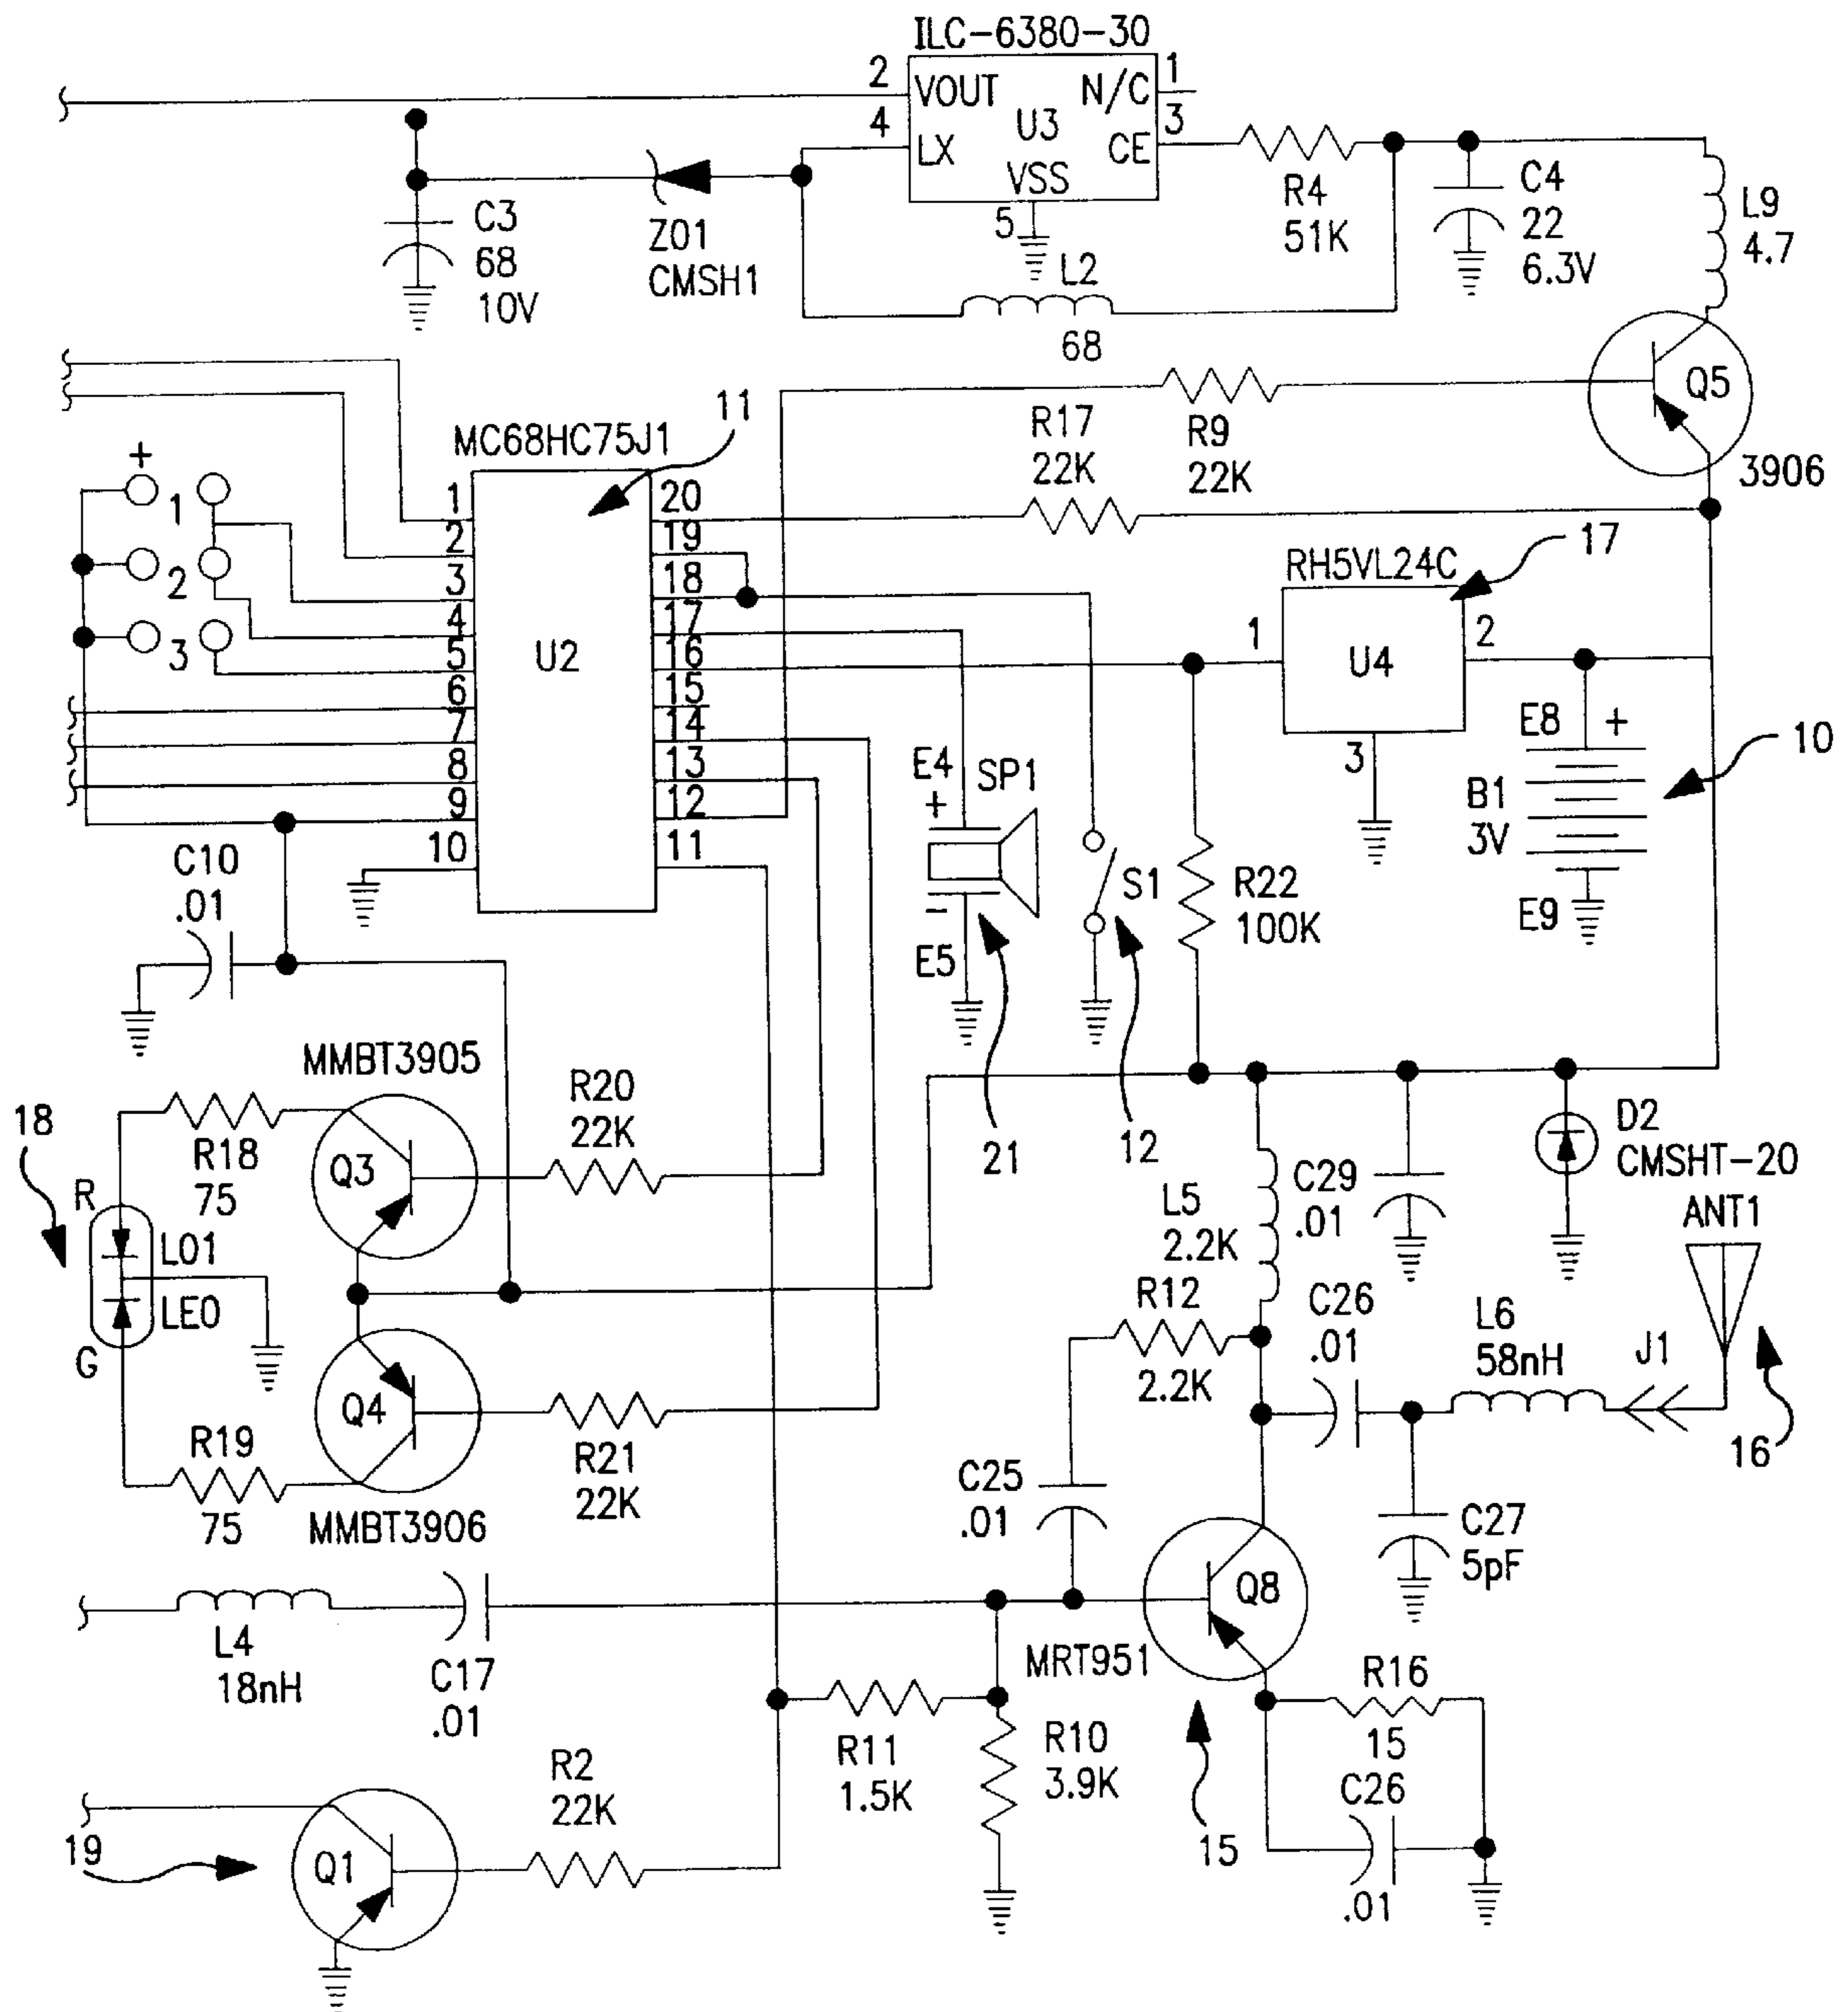 ILC-6380-30
2
VOUT
N/C
1
4
U3
3
LX
CE
VSS
5
R4
51K
C4
22
6.3V
L9
4.7
C3
68
10V
Z01
CMSH1
L2
68
MC68HC75J1
11
R17
22K
R9
22K
Q5
3906
+
1
2
3
1
2
3
4
5
6
7
8
9
10
U2
20
19
18
17
16
15
14
13
12
11
RH5VL24C
17
1
U4
2
3
E8
+
10
B1
3V
E9
E4
+
SP1
-
E5
S1
R22
100K
C10
.01
MMBT3905
R20
22K
21
12
18
R18
75
Q3
R
L01
LE0
G
Q4
R19
75
MMBT3906
R21
22K
D2
CMSHT-20
C29
.01
ANT1
L5
2.2K
R12
2.2K
C26
.01
L6
58nH
J1
16
C25
.01
C27
5pF
Q8
MRT951
L4
18nH
C17
.01
R16
15
C26
.01
R11
1.5K
R10
3.9K
15
R2
22K
19
Q1